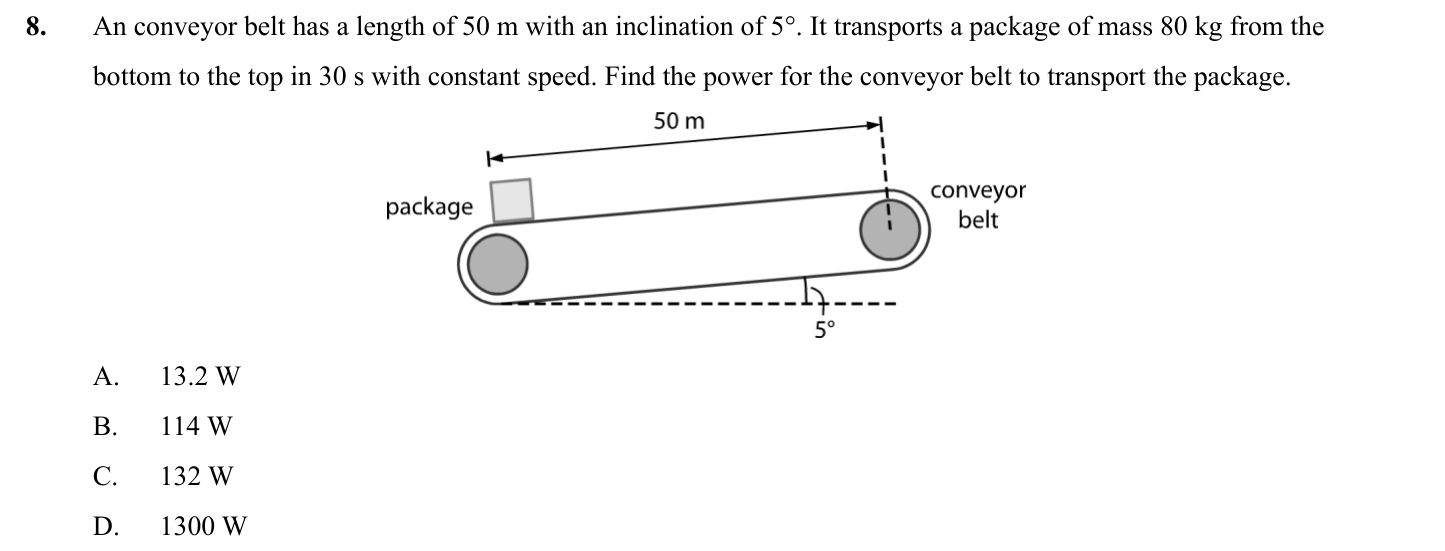 8. An conveyor belt has a length of 50 m with an inclination of 5°. It transports a package of mass 80 kg from the
bottom to the top in 30 s with constant speed. Find the power for the conveyor belt to transport the package.
50 m
package
conveyor
belt
5°
A. 13.2 W
B. 114 W
C. 132 W
D. 1300 W